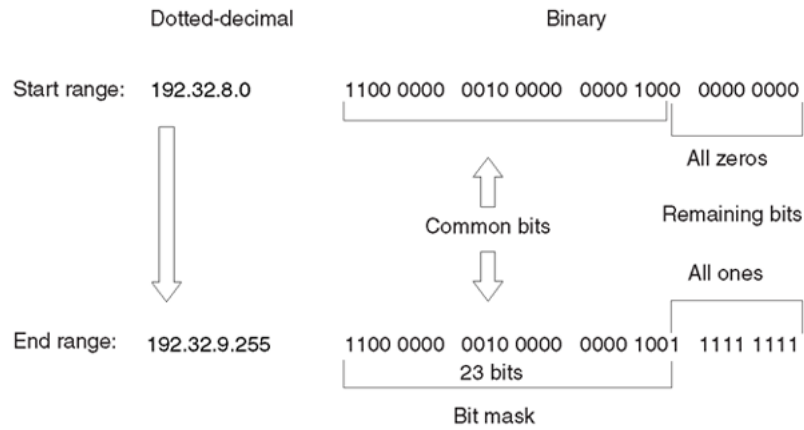 Dotted-decimal Binary
Start range: 192.32.8.0 1100 0000 0010 0000 0000 1000 0000 0000
All zeros
Common bits Remaining bits
All ones
End range: 192.32.9.255 1100 0000 0010 0000 0000 1001 1111 1111
23 bits
Bit mask